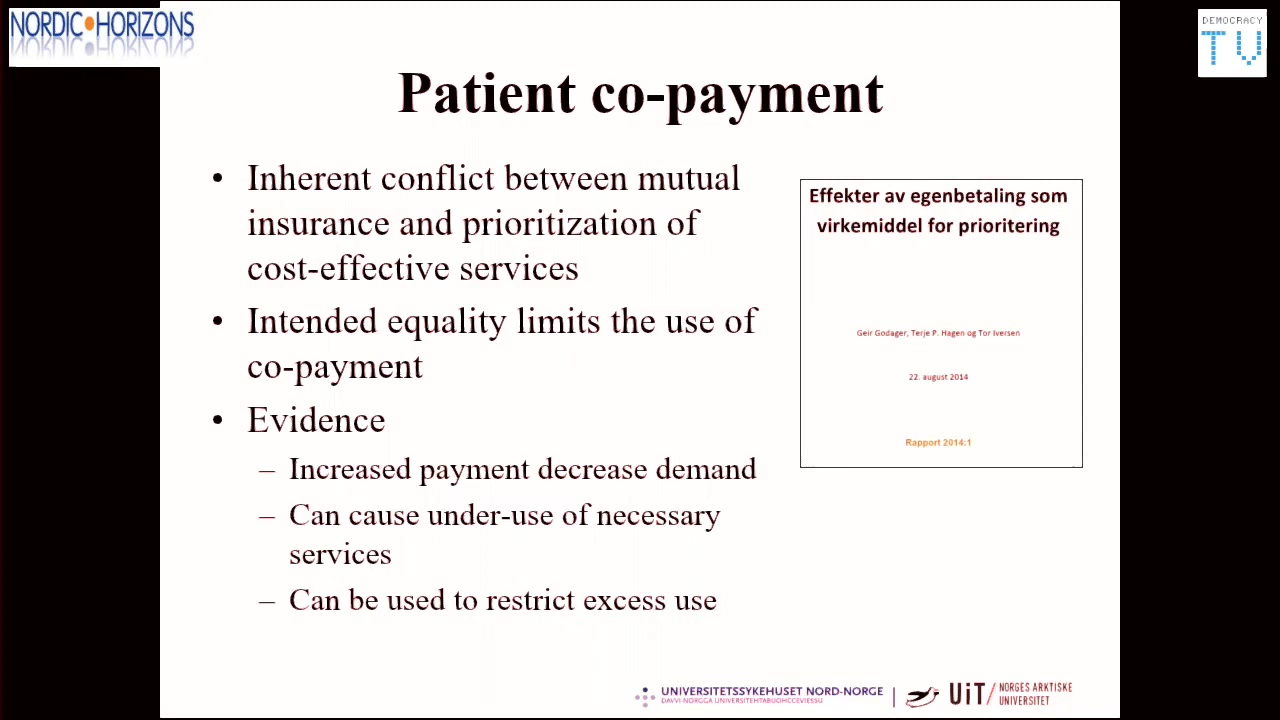 NORDIC HORIZONS
DEMOCRACY
TV
Patient co-payment
• Inherent conflict between mutual
insurance and prioritization of
cost-effective services
• Intended equality limits the use of
co-payment
• Evidence
– Increased payment decrease demand
– Can cause under-use of necessary
services
– Can be used to restrict excess use
Effekter av egenbetaling som
virkemiddel for prioritering
Geir Godager, Terje P. Hagen og Tor Iversen
22. august 2014
Rapport 2014:1
UNIVERSITETSSYKEHUSET NORD-NORGE
DAVVI-NORGGA UNIVERSITEHTABUOHCCEVIESSU
UiT / NORGES ARKTISKE
UNIVERSITET